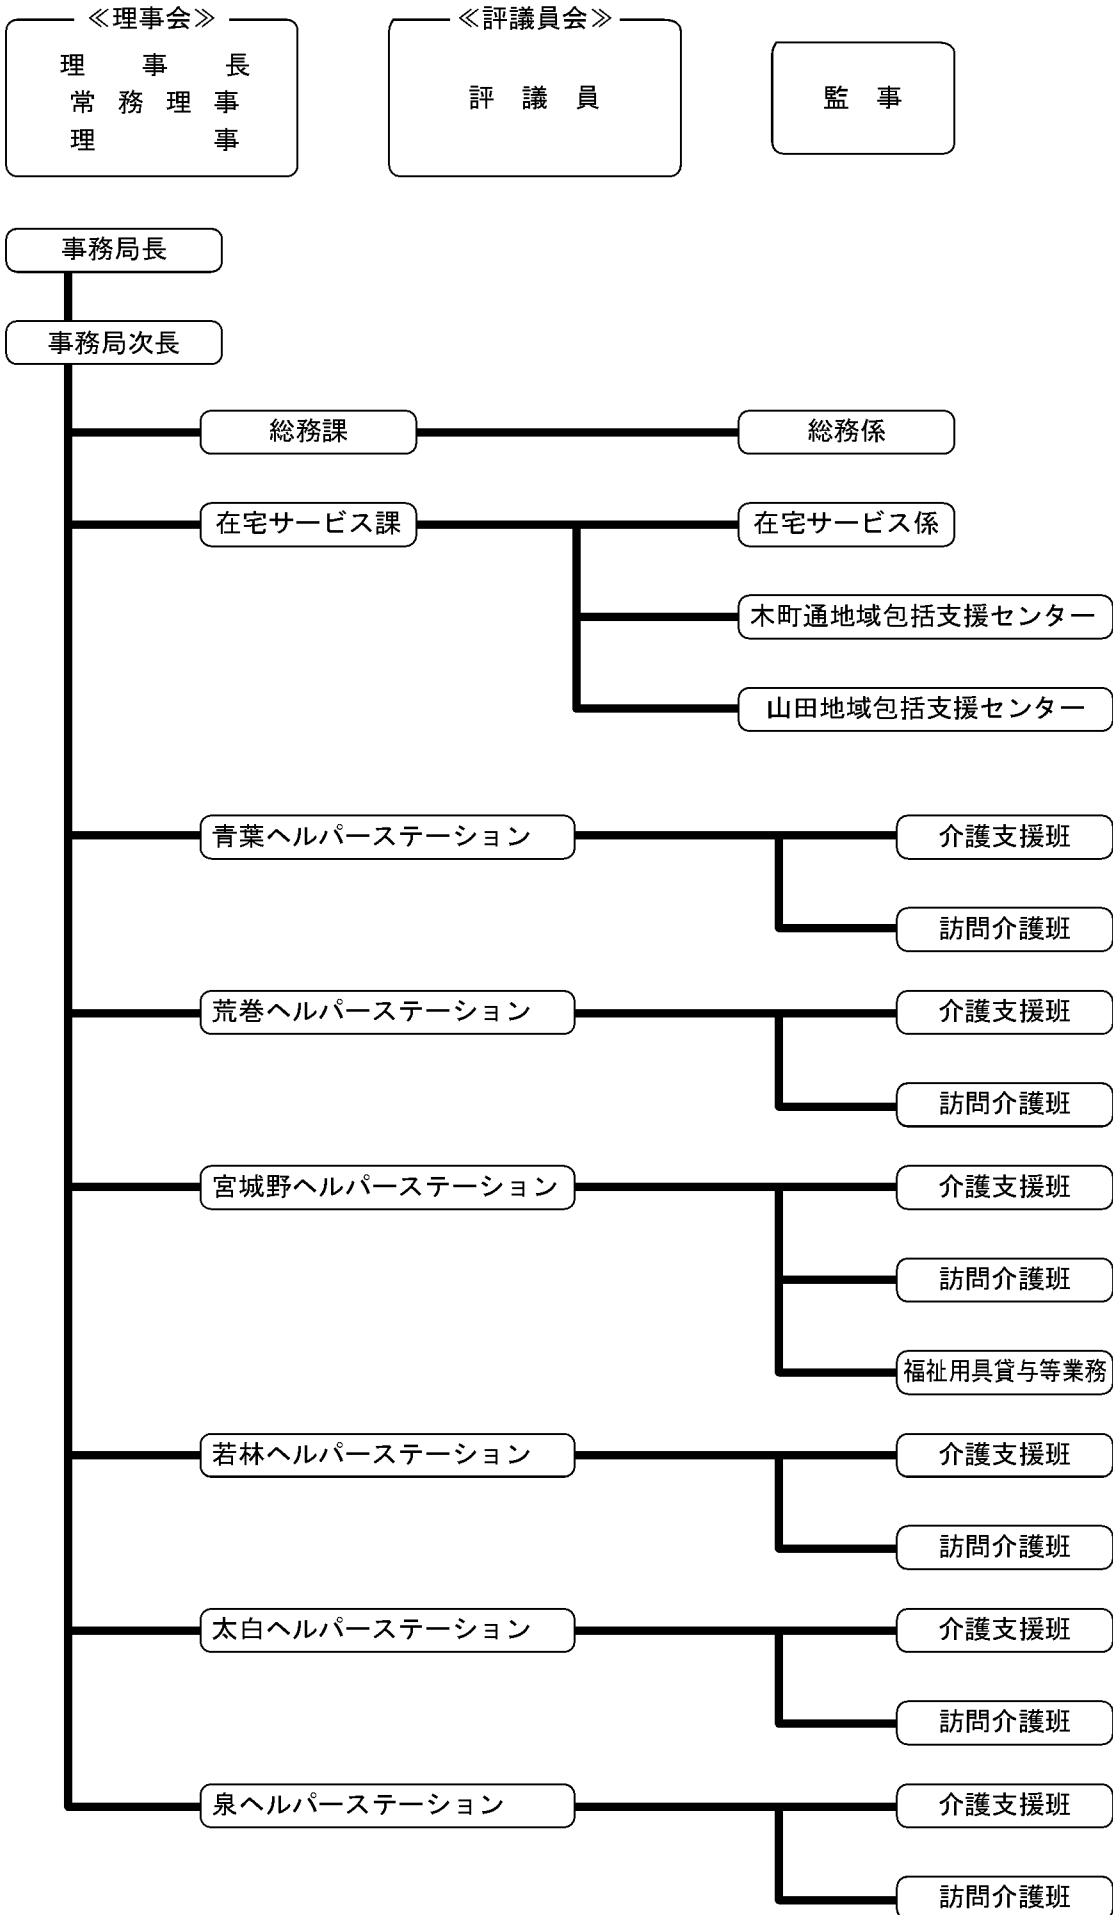 ≪理事会≫
理事長
常務理事
理事
≪評議員会≫
評議員
監事
事務局長
事務局次長
総務課
総務係
在宅サービス課
在宅サービス係
木町通地域包括支援センター
山田地域包括支援センター
青葉ヘルパーステーション
介護支援班
訪問介護班
荒巻ヘルパーステーション
介護支援班
訪問介護班
宮城野ヘルパーステーション
介護支援班
訪問介護班
福祉用具貸与等業務
若林ヘルパーステーション
介護支援班
訪問介護班
太白ヘルパーステーション
介護支援班
訪問介護班
泉ヘルパーステーション
介護支援班
訪問介護班